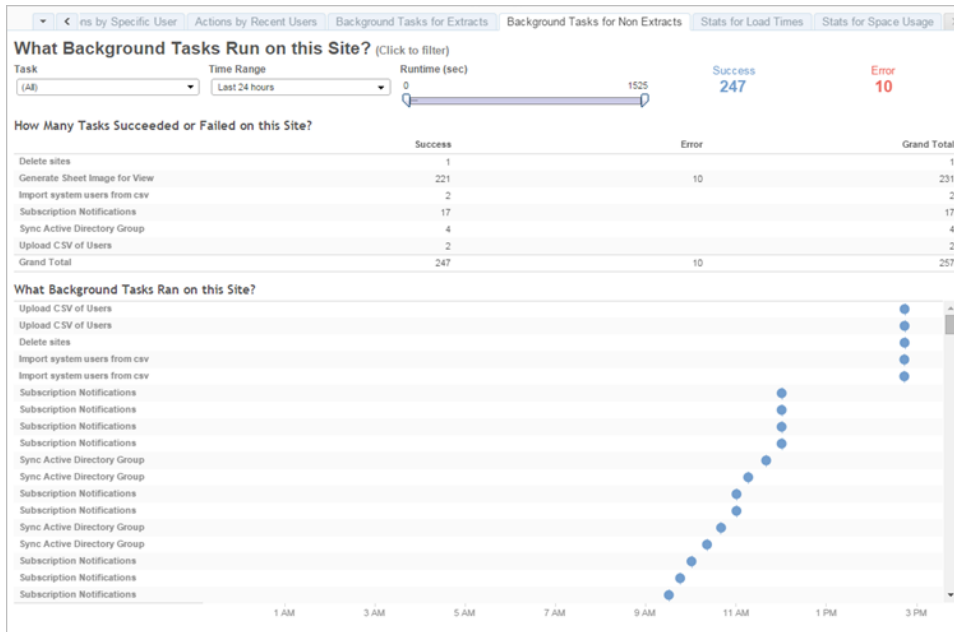 ns by Specific User Actions by Recent Users Background Tasks for Extracts Background Tasks for Non Extracts Stats for Load Times Stats for Space Usage
What Background Tasks Run on this Site? (Click to filter)
Task Time Range Runtime (sec) Success Error
(All) Last 24 hours 0 1525 247 10
How Many Tasks Succeeded or Failed on this Site?
Success Error Grand Total
Delete sites 1 1
Generate Sheet Image for View 221 10 231
Import system users from csv 2 2
Subscription Notifications 17 17
Sync Active Directory Group 4 4
Upload CSV of Users 2 2
Grand Total 247 10 257
What Background Tasks Ran on this Site?
Upload CSV of Users
Upload CSV of Users
Delete sites
Import system users from csv
Import system users from csv
Subscription Notifications
Subscription Notifications
Subscription Notifications
Subscription Notifications
Sync Active Directory Group
Sync Active Directory Group
Subscription Notifications
Subscription Notifications
Sync Active Directory Group
Sync Active Directory Group
Subscription Notifications
Subscription Notifications
Subscription Notifications
1 AM 3 AM 5 AM 7 AM 9 AM 11 AM 1 PM 3 PM